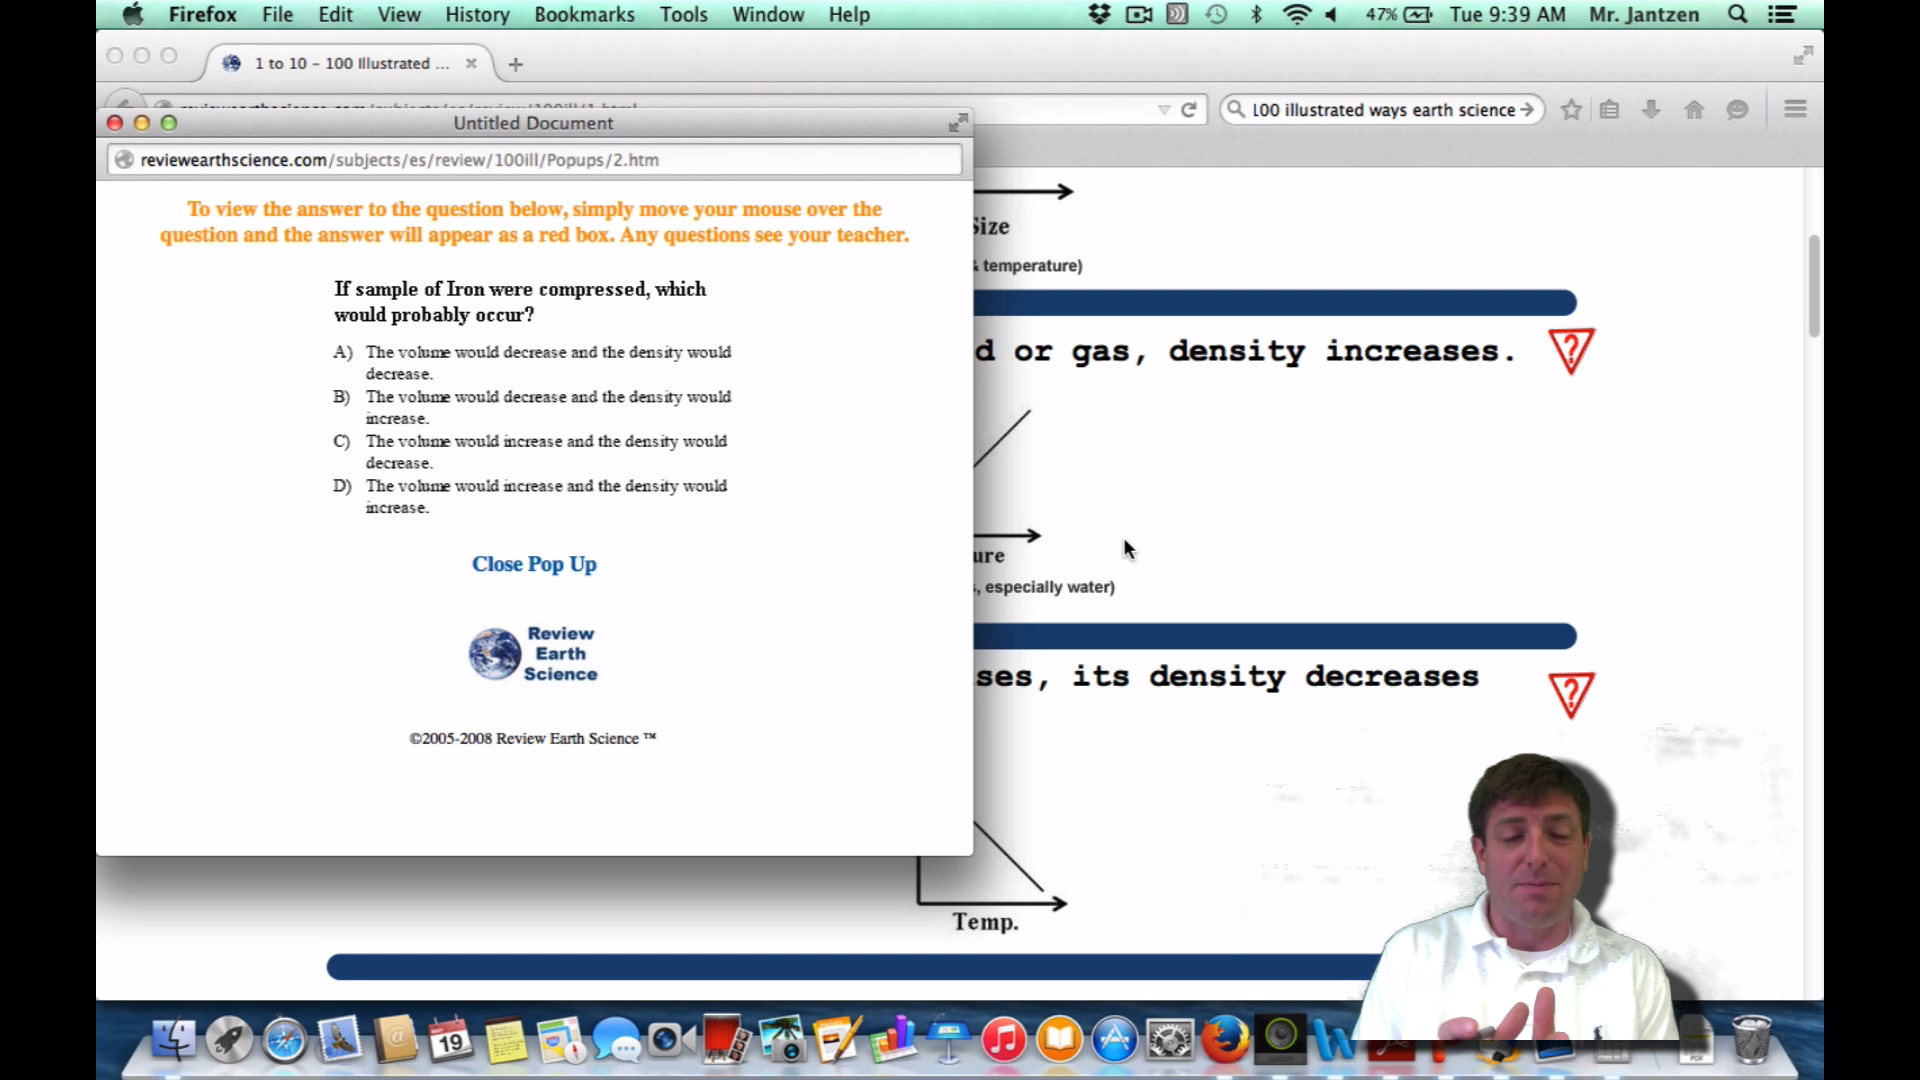 Firefox File Edit View History Bookmarks Tools Window Help 47% Tue 9:39 AM Mr. Jantzen
1 to 10 – 100 Illustrated ...
100 illustrated ways earth science
Untitled Document
reviewearthscience.com/subjects/es/review/100ill/Popups/2.htm
To view the answer to the question below, simply move your mouse over the
question and the answer will appear as a red box. Any questions see your teacher.
If sample of Iron were compressed, which
would probably occur?
A) The volume would decrease and the density would
decrease.
B) The volume would decrease and the density would
increase.
C) The volume would increase and the density would
decrease.
D) The volume would increase and the density would
increase.
Close Pop Up
Review
Earth
Science
©2005-2008 Review Earth Science ™
Size
& temperature)
d or gas, density increases.
?
ure
s, especially water)
ses, its density decreases
?
Temp.
19
PDF